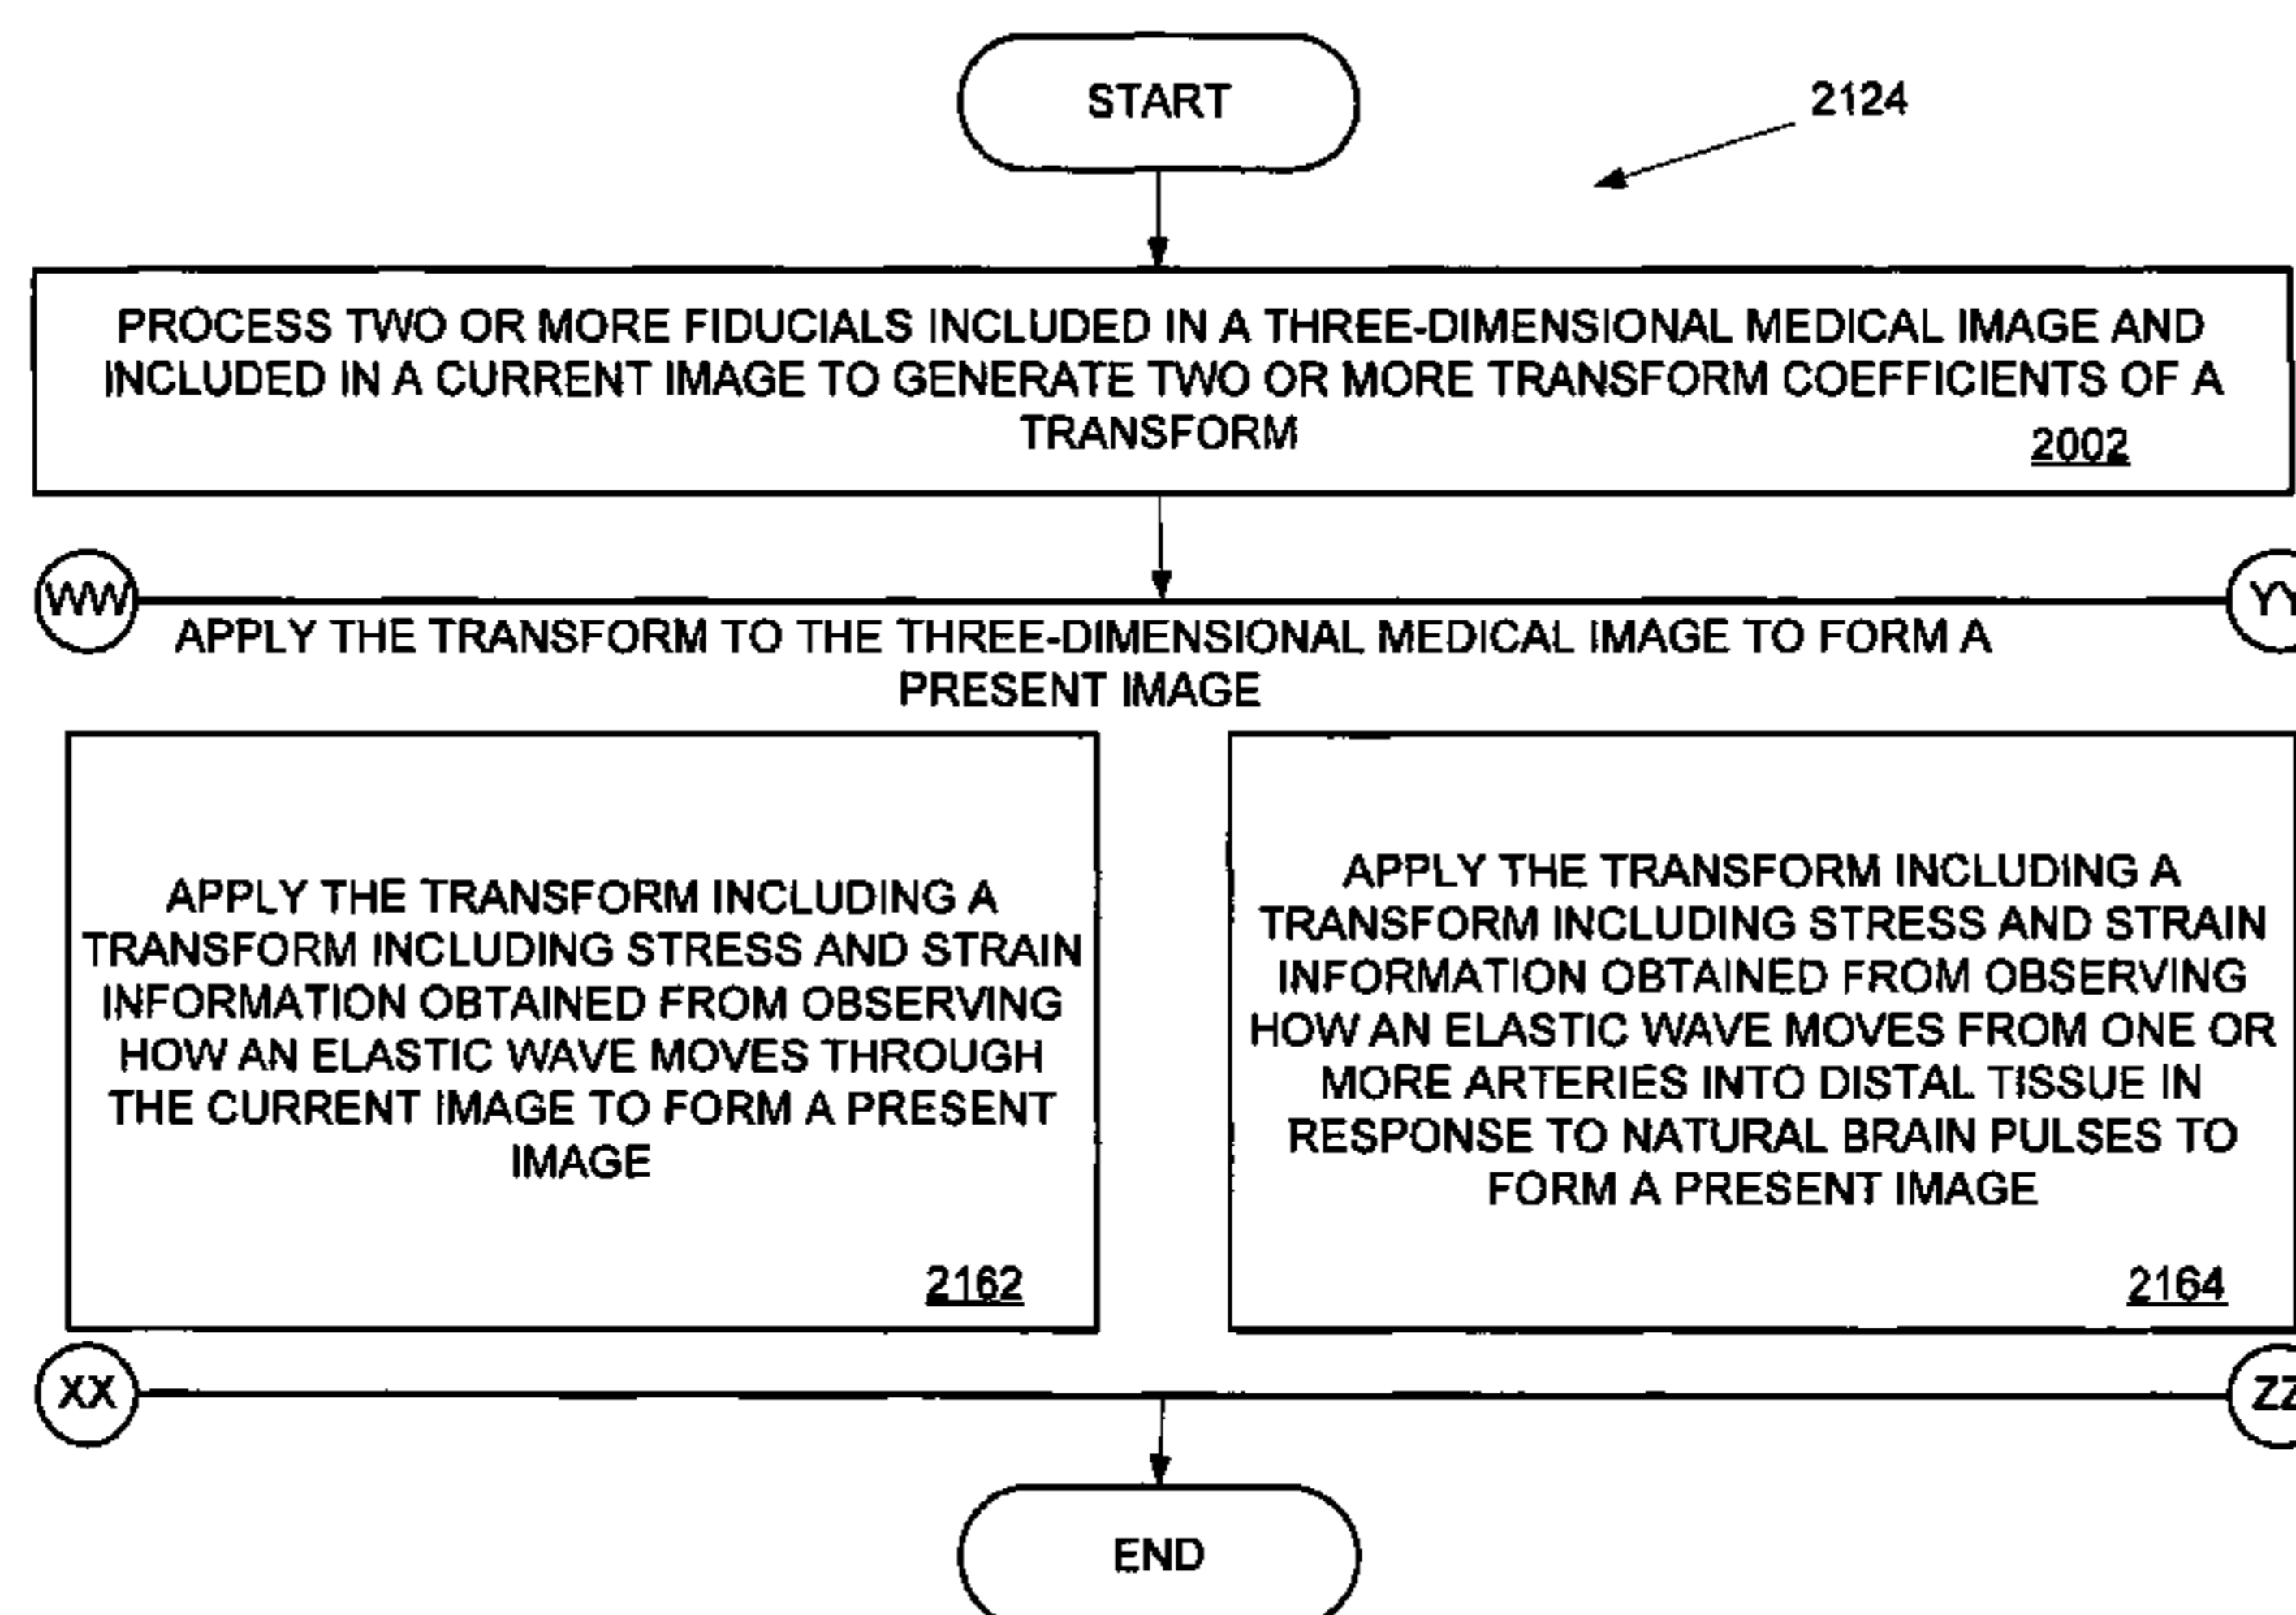 START
2124
PROCESS TWO OR MORE FIDUCIALS INCLUDED IN A THREE-DIMENSIONAL MEDICAL IMAGE AND
INCLUDED IN A CURRENT IMAGE TO GENERATE TWO OR MORE TRANSFORM COEFFICIENTS OF A
TRANSFORM
2002
WW
YY
APPLY THE TRANSFORM TO THE THREE-DIMENSIONAL MEDICAL IMAGE TO FORM A
PRESENT IMAGE
APPLY THE TRANSFORM INCLUDING A
TRANSFORM INCLUDING STRESS AND STRAIN
INFORMATION OBTAINED FROM OBSERVING
HOW AN ELASTIC WAVE MOVES THROUGH
THE CURRENT IMAGE TO FORM A PRESENT
IMAGE
2162
APPLY THE TRANSFORM INCLUDING A
TRANSFORM INCLUDING STRESS AND STRAIN
INFORMATION OBTAINED FROM OBSERVING
HOW AN ELASTIC WAVE MOVES FROM ONE OR
MORE ARTERIES INTO DISTAL TISSUE IN
RESPONSE TO NATURAL BRAIN PULSES TO
FORM A PRESENT IMAGE
2164
XX
ZZ
END